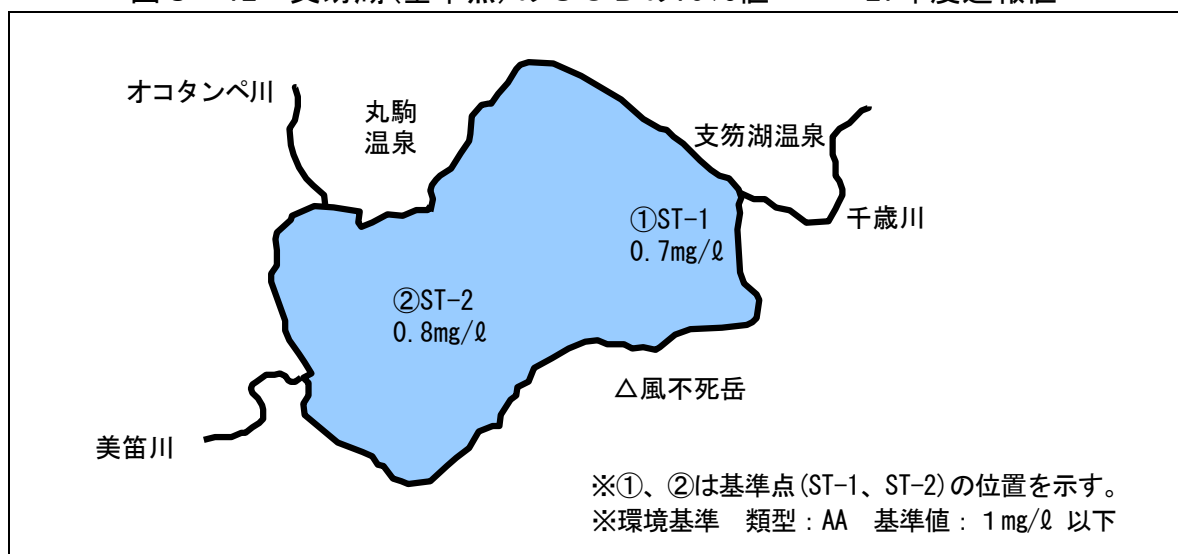 オコタンペ川
丸駒
温泉
支笏湖温泉
①ST-1
0.7mg/ℓ
千歳川
②ST-2
0.8mg/ℓ
△風不死岳
美笛川
※①、②は基準点(ST-1、ST-2)の位置を示す。
※環境基準 類型：AA 基準値：１mg/ℓ 以下